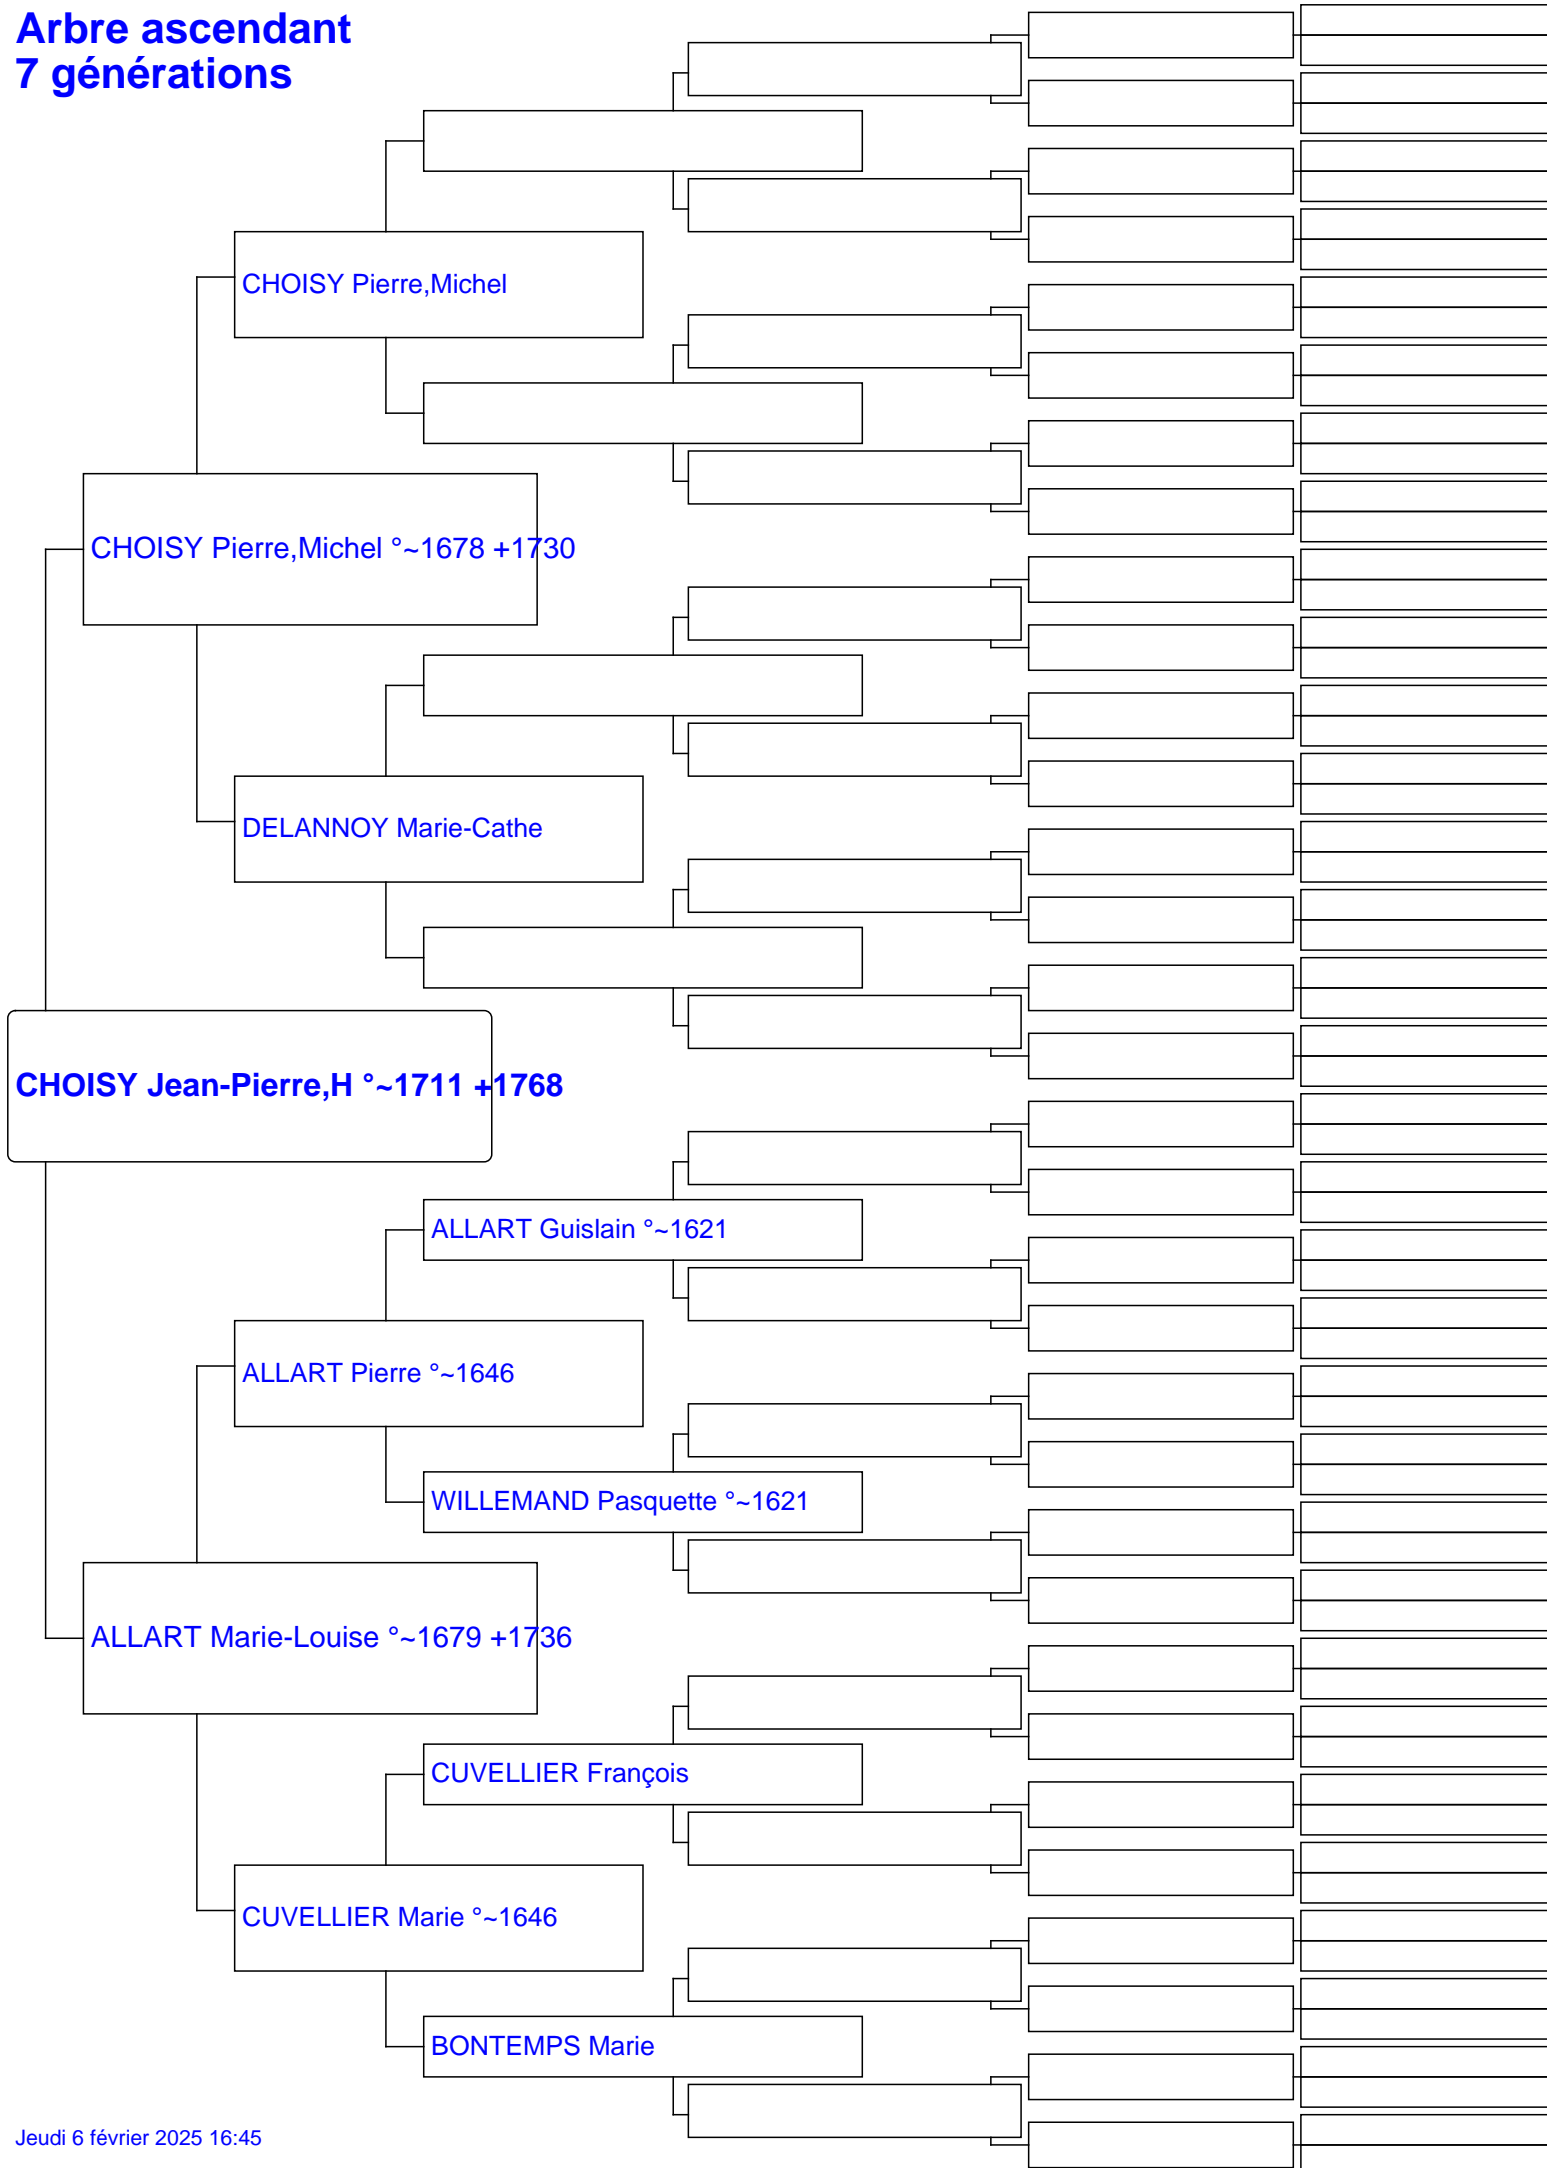 Arbre ascendant
7 générations
CHOISY Pierre,Michel
CHOISY Pierre,Michel °~1678 +1730
DELANNOY Marie-Cathe
CHOISY Jean-Pierre,H °~1711 +1768
ALLART Guislain °~1621
ALLART Pierre °~1646
WILLEMAND Pasquette °~1621
ALLART Marie-Louise °~1679 +1736
CUVELLIER François
CUVELLIER Marie °~1646
BONTEMPS Marie
Jeudi 6 février 2025 16:45